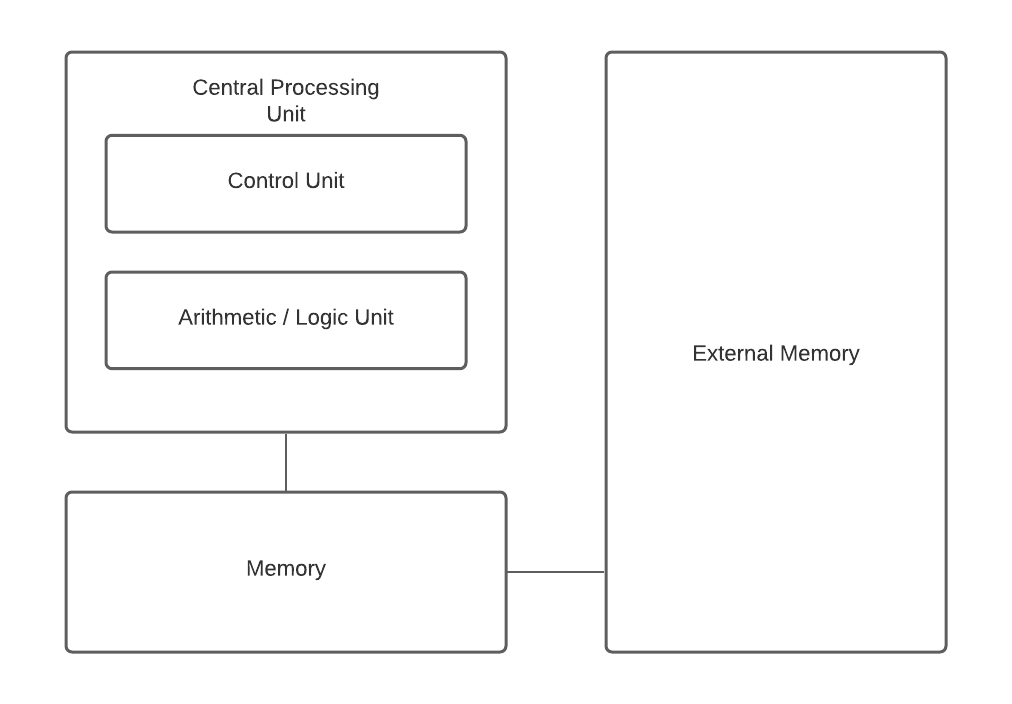 Central Processing
Unit
Control Unit
Arithmetic / Logic Unit
External Memory
Memory